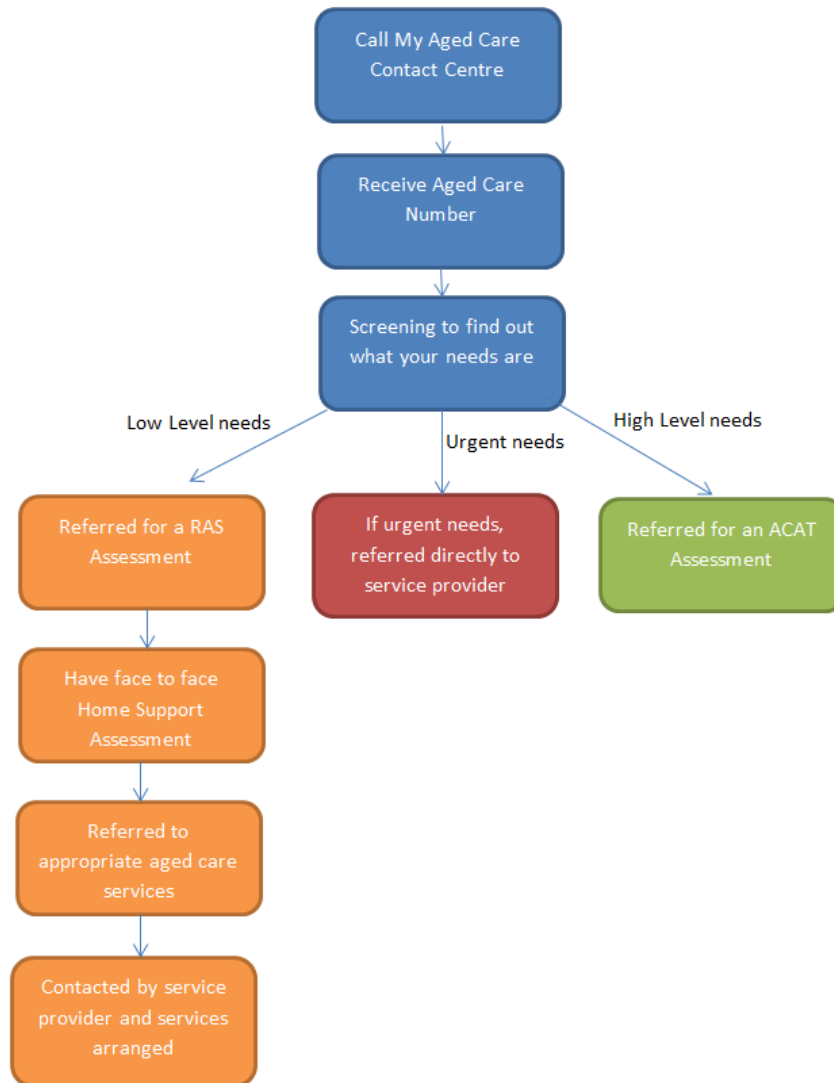 Call My Aged Care
Contact Centre
Receive Aged Care
Number
Screening to find out
what your needs are
Low Level needs
Urgent needs
High Level needs
Referred for a RAS
Assessment
If urgent needs,
referred directly to
service provider
Referred for an ACAT
Assessment
Have face to face
Home Support
Assessment
Referred to
appropriate aged care
services
Contacted by service
provider and services
arranged